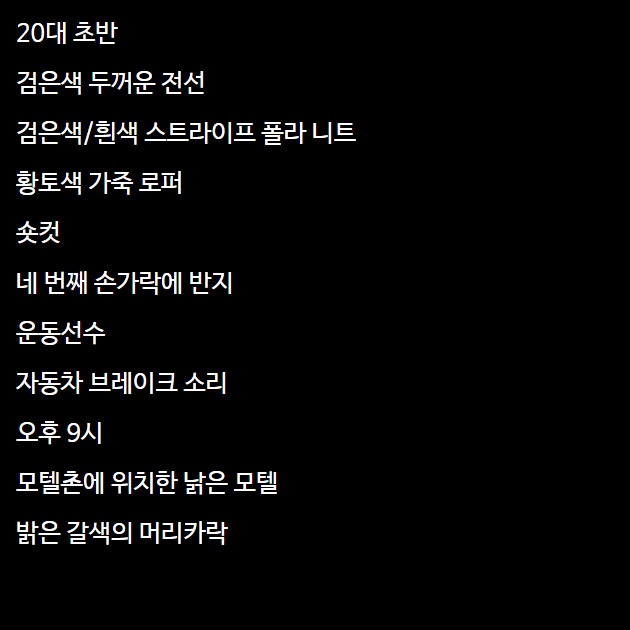 20대 초반
검은색 두꺼운 전선
검은색/흰색 스트라이프 폴라 니트
황토색 가죽 로퍼
숏컷
네 번째 손가락에 반지
운동선수
자동차 브레이크 소리
오후 9시
모텔촌에 위치한 낡은 모텔
밝은 갈색의 머리카락